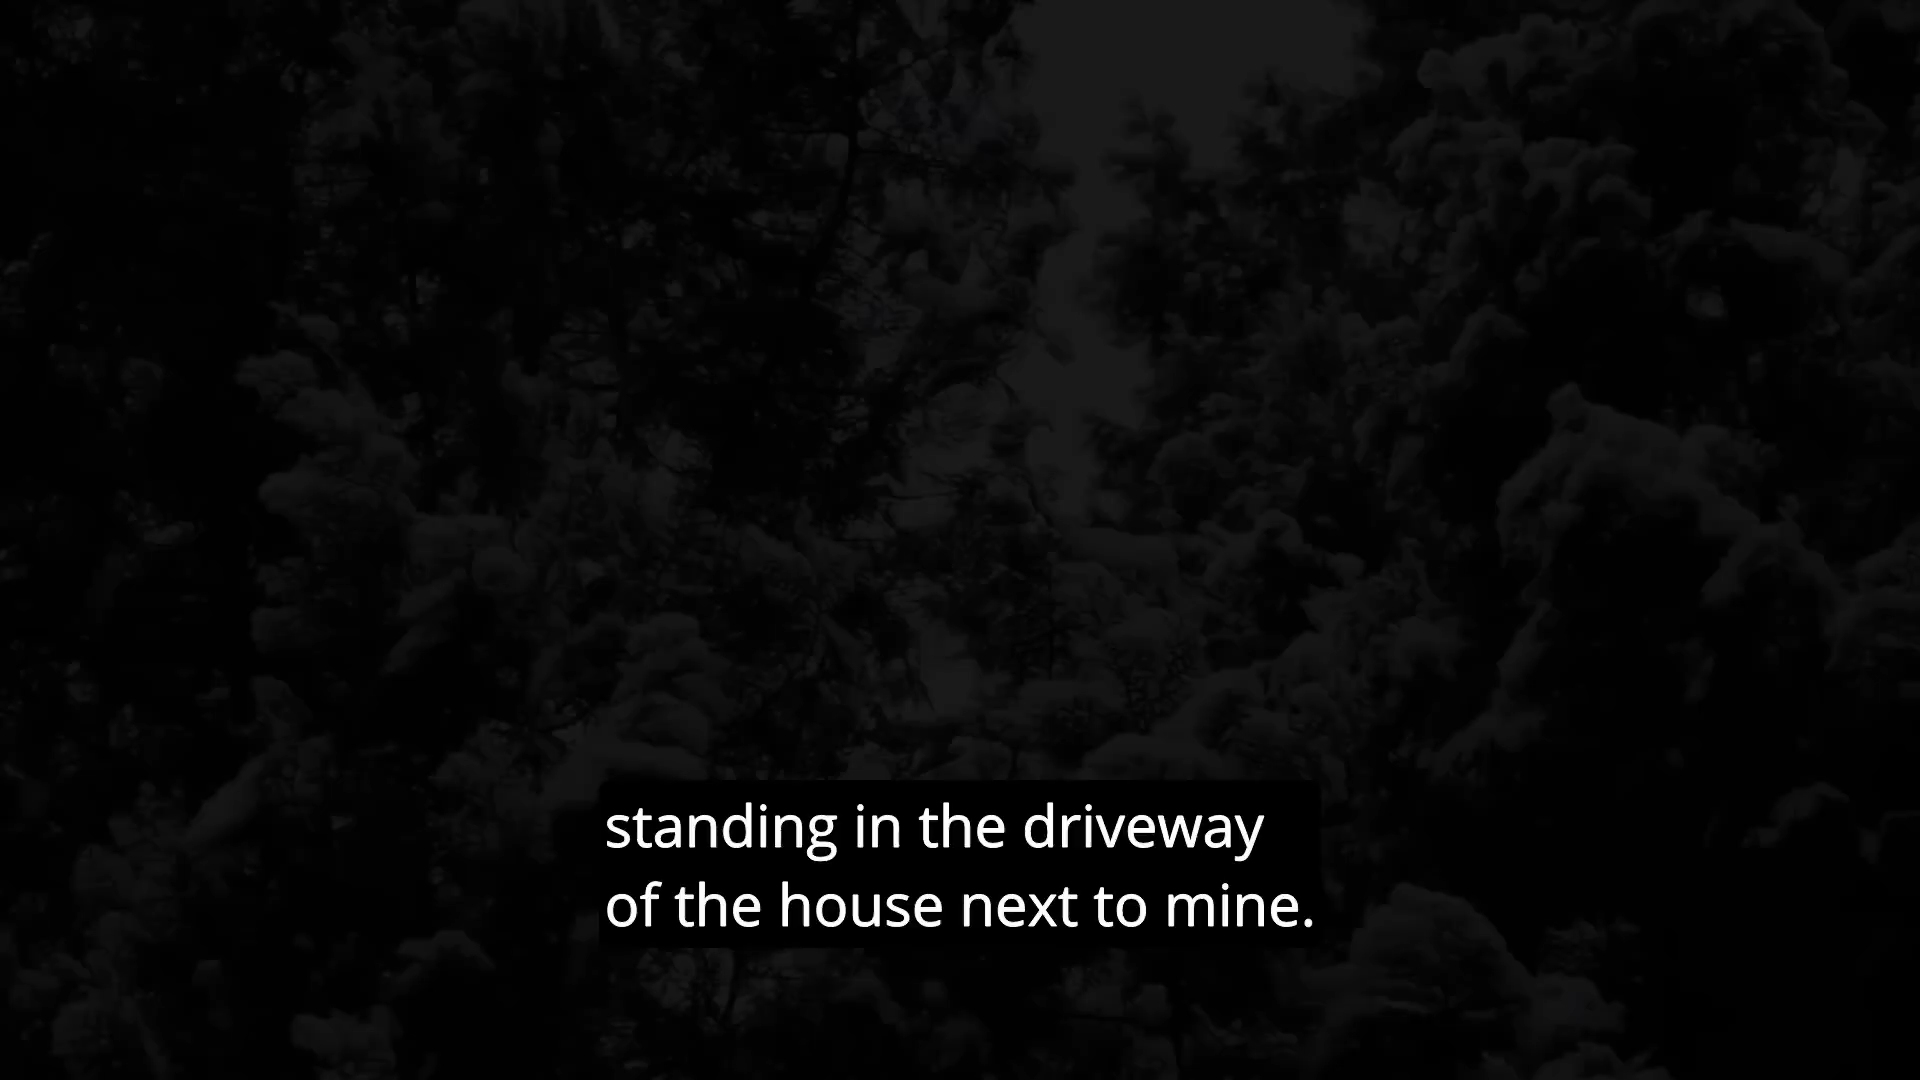 standing in the driveway
of the house next to mine.